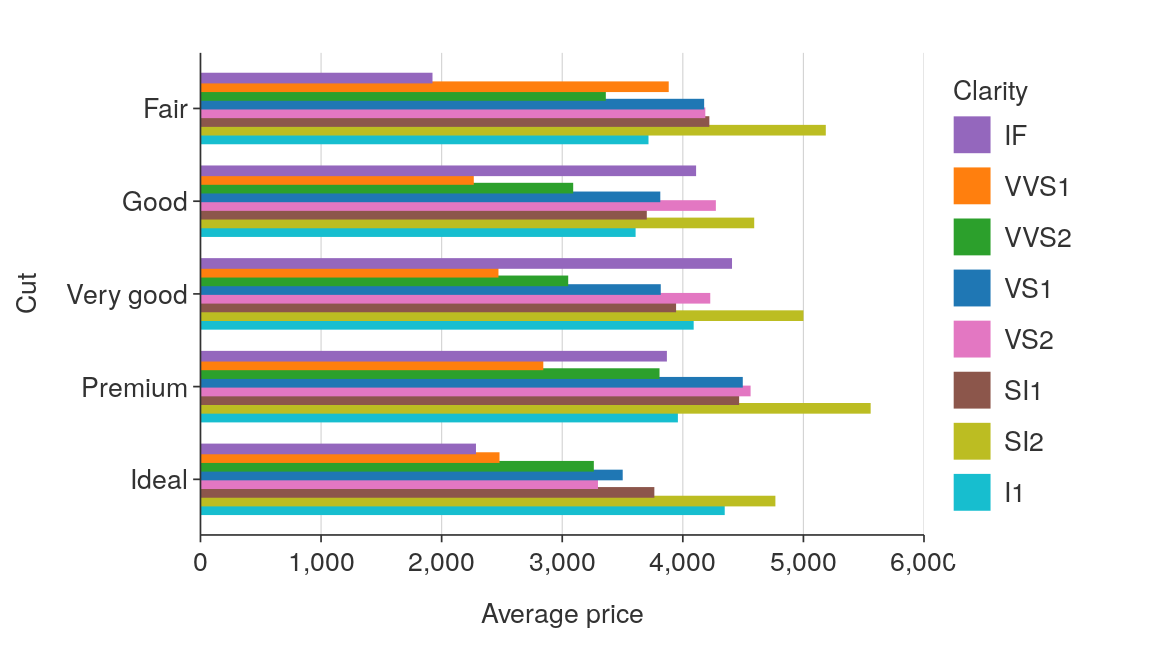 Clarity
IF
VVS1
VVS2
VS1
VS2
SI1
SI2
I1
Cut
Fair
Good
Very good
Premium
Ideal
0 1,000 2,000 3,000 4,000 5,000 6,000
Average price